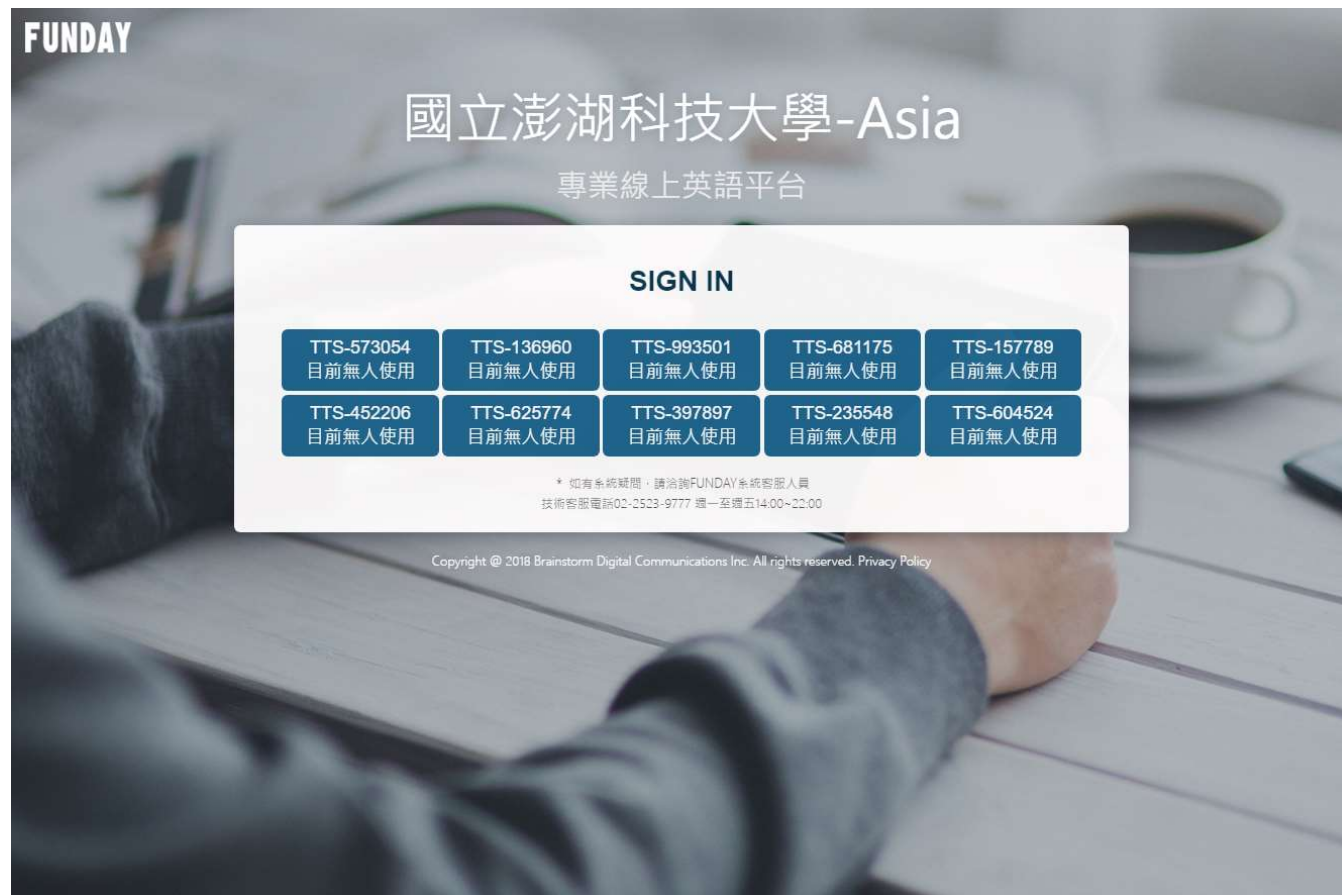 FUNDAY
國立澎湖科技大學-Asia
專業線上英語平台
SIGN IN
TTS-573054 TTS-136960 TTS-993501 TTS-681175 TTS-157789
目前無人使用 目前無人使用 目前無人使用 目前無人使用 目前無人使用
TTS-452206 TTS-625774 TTS-397897 TTS-235548 TTS-604524
目前無人使用 目前無人使用 目前無人使用 目前無人使用 目前無人使用
* 如有系統疑問，請洽詢FUNDAY系統客服人員
技術客服電話02-2523-9777 週一至週五14:00~22:00
Copyright @ 2018 Brainstorm Digital Communications Inc. All rights reserved. Privacy Policy